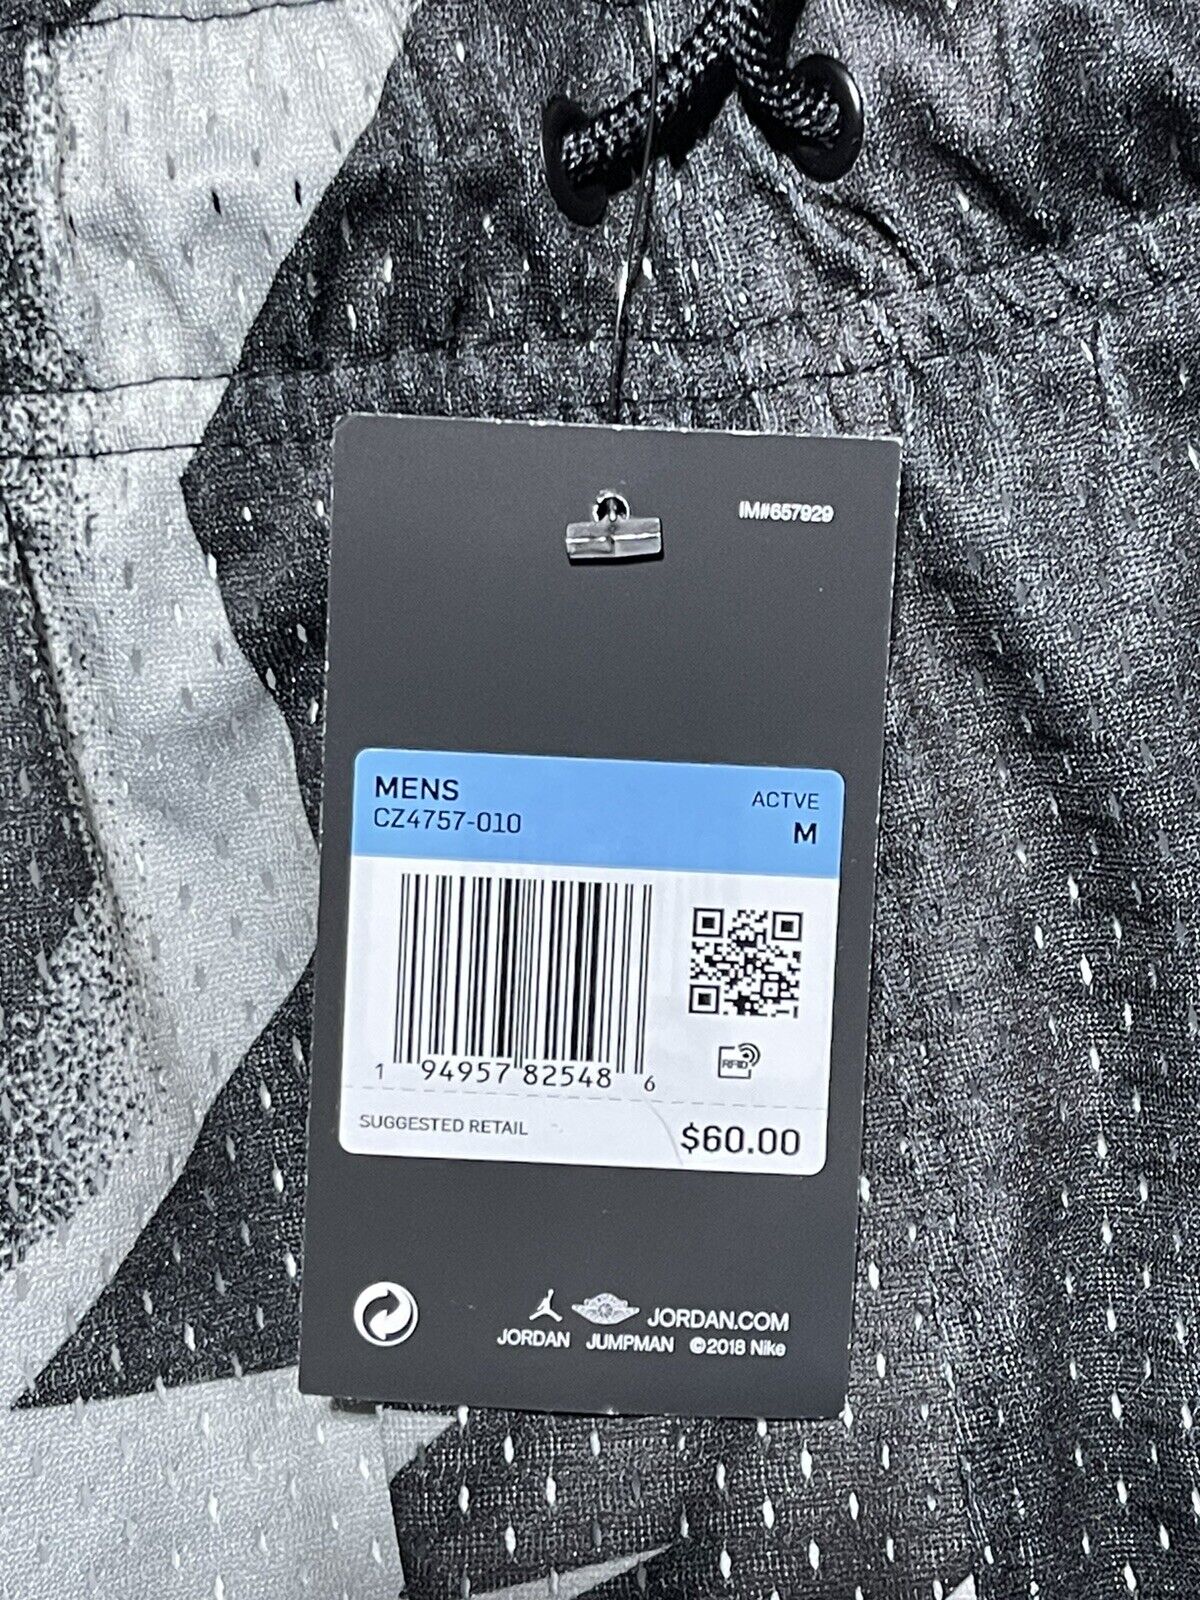 IM#657929
MENS
ACTVE
CZ4757-010
M
1 94957 82548 6
RFID
SUGGESTED RETAIL
$60.00
JORDAN.COM
JORDAN JUMPMAN ©2018 Nike